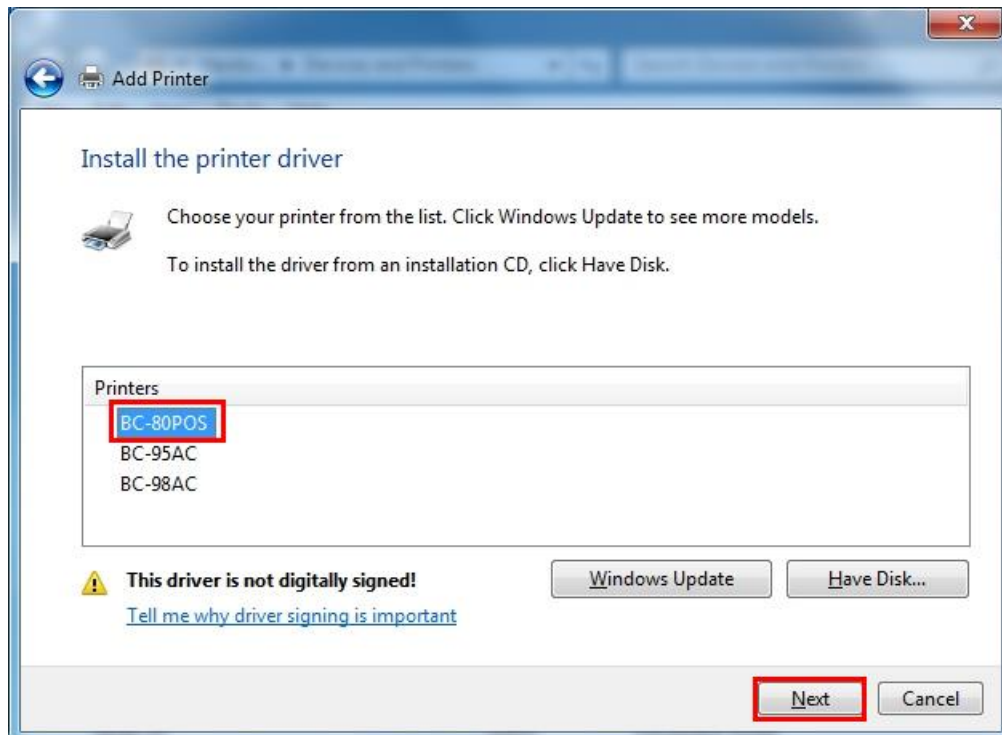 Add Printer
Install the printer driver
Choose your printer from the list. Click Windows Update to see more models.
To install the driver from an installation CD, click Have Disk.
Printers
BC-80POS
BC-95AC
BC-98AC
This driver is not digitally signed!
Windows Update
Have Disk...
Tell me why driver signing is important
Next
Cancel